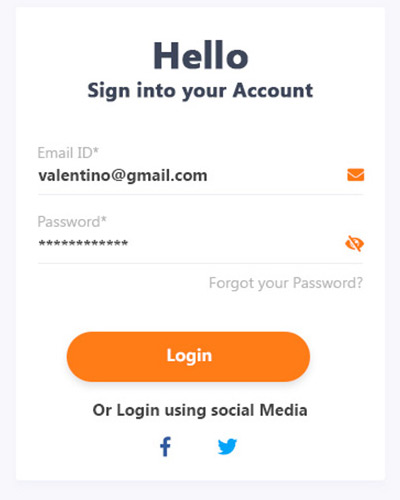 Hello
Sign into your Account
Email ID*
valentino@gmail.com
Password*
************
Forgot your Password?
Login
Or Login using social Media